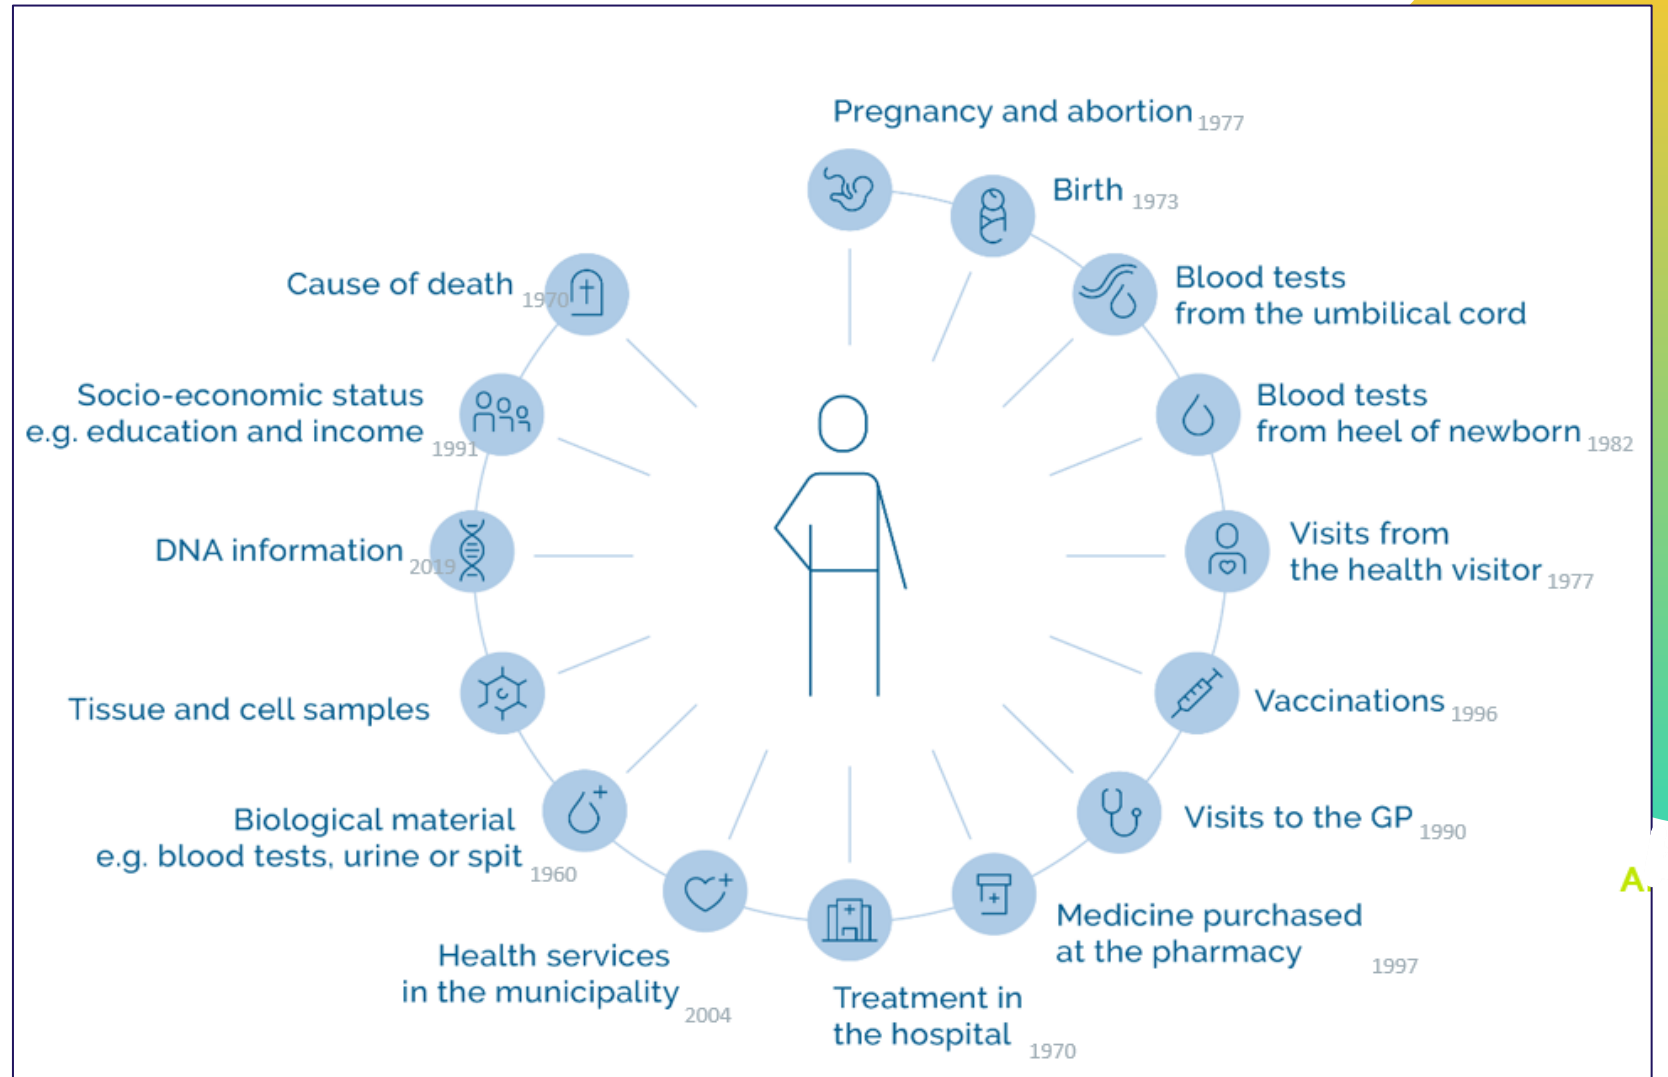 Pregnancy and abortion 1977
Birth 1973
Blood tests
from the umbilical cord
Blood tests
from heel of newborn 1982
Visits from
the health visitor 1977
Vaccinations 1996
Visits to the GP 1990
Medicine purchased
at the pharmacy 1997
Treatment in
the hospital 1970
Health services
in the municipality 2004
Biological material
e.g. blood tests, urine or spit 1960
Tissue and cell samples
DNA information 2019
Socio-economic status
e.g. education and income 1991
Cause of death 1970
A.